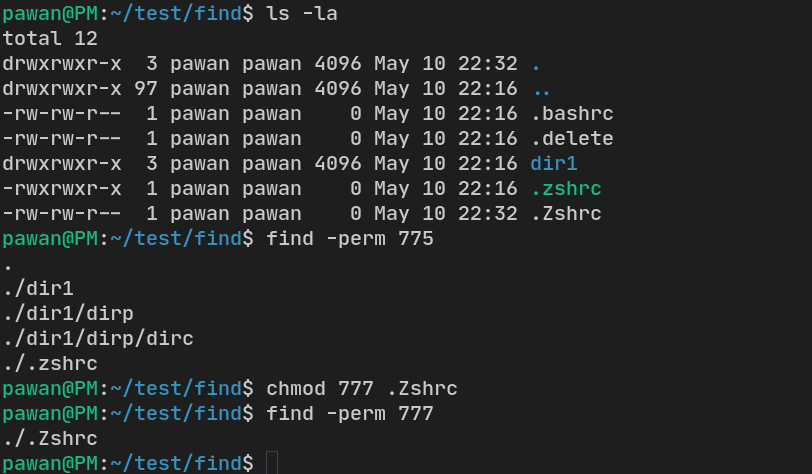 pawan@PM:~/test/find$ ls -la
total 12
drwxrwxr-x  3 pawan pawan 4096 May 10 22:32 .
drwxrwxr-x 97 pawan pawan 4096 May 10 22:16 ..
-rw-rw-r--  1 pawan pawan    0 May 10 22:16 .bashrc
-rw-rw-r--  1 pawan pawan    0 May 10 22:16 .delete
drwxrwxr-x  3 pawan pawan 4096 May 10 22:16 dir1
-rwxrwxr-x  1 pawan pawan    0 May 10 22:16 .zshrc
-rw-rw-r--  1 pawan pawan    0 May 10 22:32 .Zshrc
pawan@PM:~/test/find$ find -perm 775
.
./dir1
./dir1/dirp
./dir1/dirp/dirc
./.zshrc
pawan@PM:~/test/find$ chmod 777 .Zshrc
pawan@PM:~/test/find$ find -perm 777
./.Zshrc
pawan@PM:~/test/find$